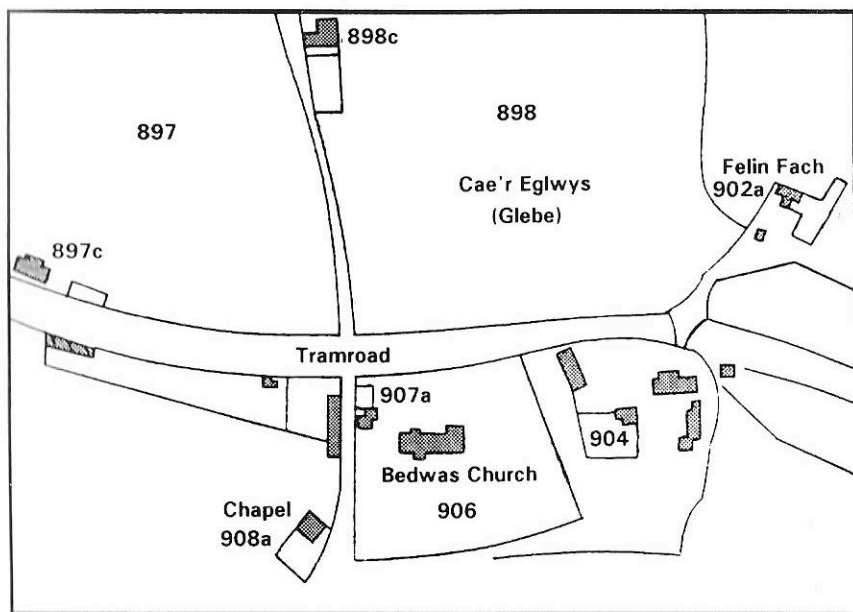 898c
897
898
Cae'r Eglwys
(Glebe)
Felin Fach
902a
897c
Tramroad
907a
904
Bedwas Church
906
Chapel
908a